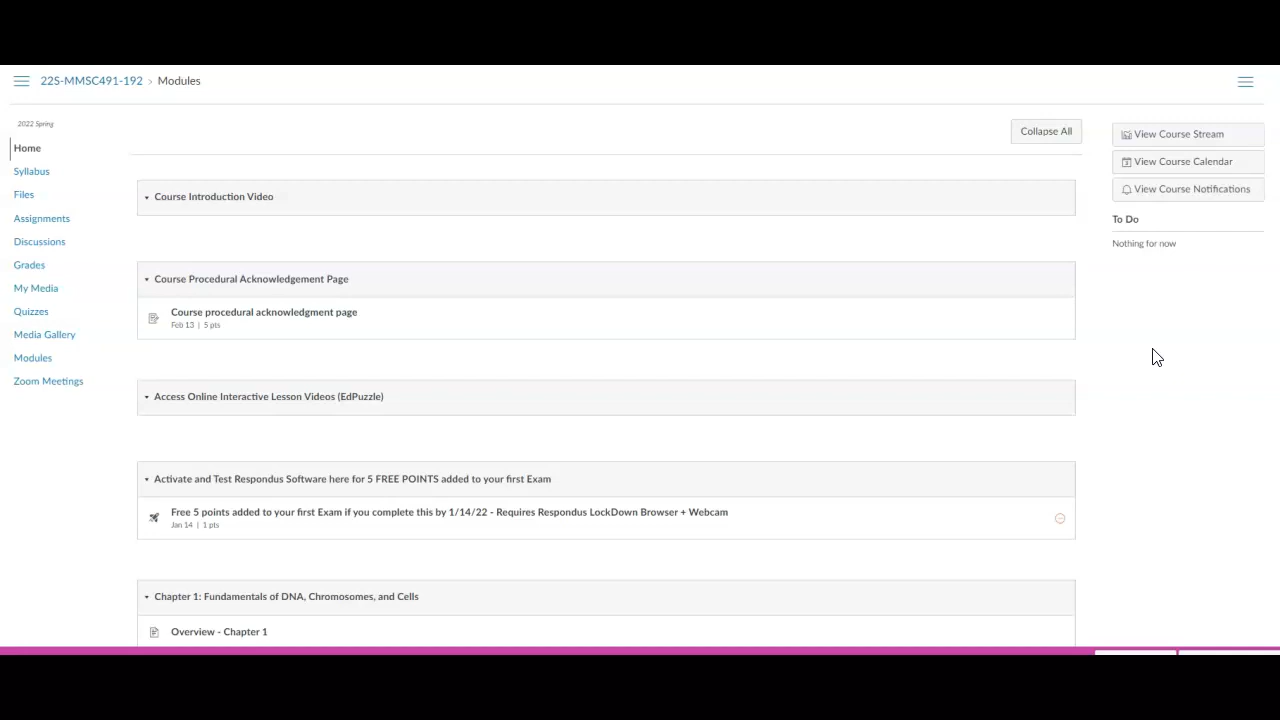 22S-MMSC491-192 > Modules
2022 Spring
Home
Syllabus
Files
Assignments
Discussions
Grades
My Media
Quizzes
Media Gallery
Modules
Zoom Meetings
Collapse All
Course Introduction Video
Course Procedural Acknowledgement Page
Course procedural acknowledgment page
Feb 13 | 5 pts
Access Online Interactive Lesson Videos (EdPuzzle)
Activate and Test Respondus Software here for 5 FREE POINTS added to your first Exam
Free 5 points added to your first Exam if you complete this by 1/14/22 - Requires Respondus LockDown Browser + Webcam
Jan 14 | 1 pts
Chapter 1: Fundamentals of DNA, Chromosomes, and Cells
Overview - Chapter 1
View Course Stream
View Course Calendar
View Course Notifications
To Do
Nothing for now